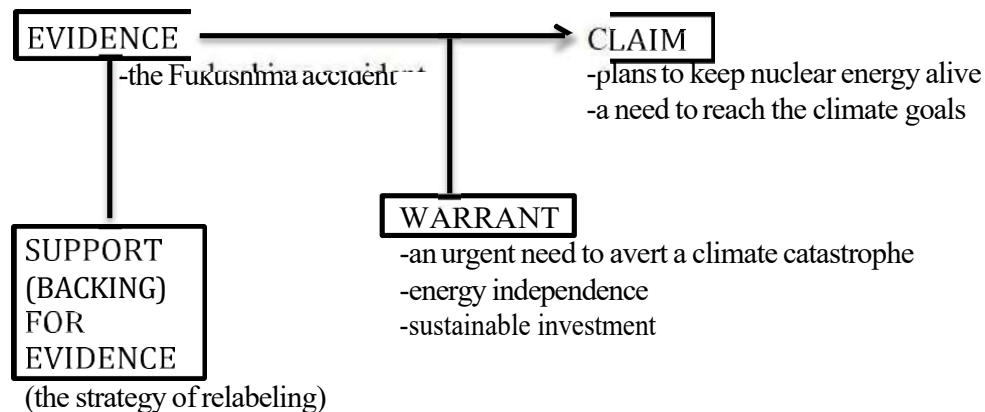 EVIDENCE
-the Fukushima accident
CLAIM
-plans to keep nuclear energy alive
-a need to reach the climate goals
WARRANT
-an urgent need to avert a climate catastrophe
-energy independence
-sustainable investment
SUPPORT
(BACKING)
FOR
EVIDENCE
(the strategy of relabeling)